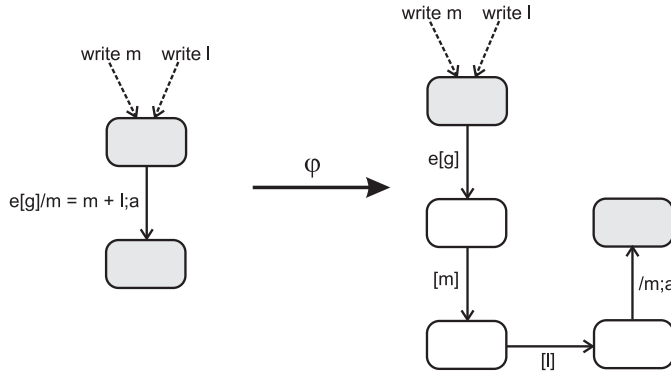 write m write l
write m write l
e[g]/m = m + l;a
φ
e[g]
[m]
/m;a
[l]